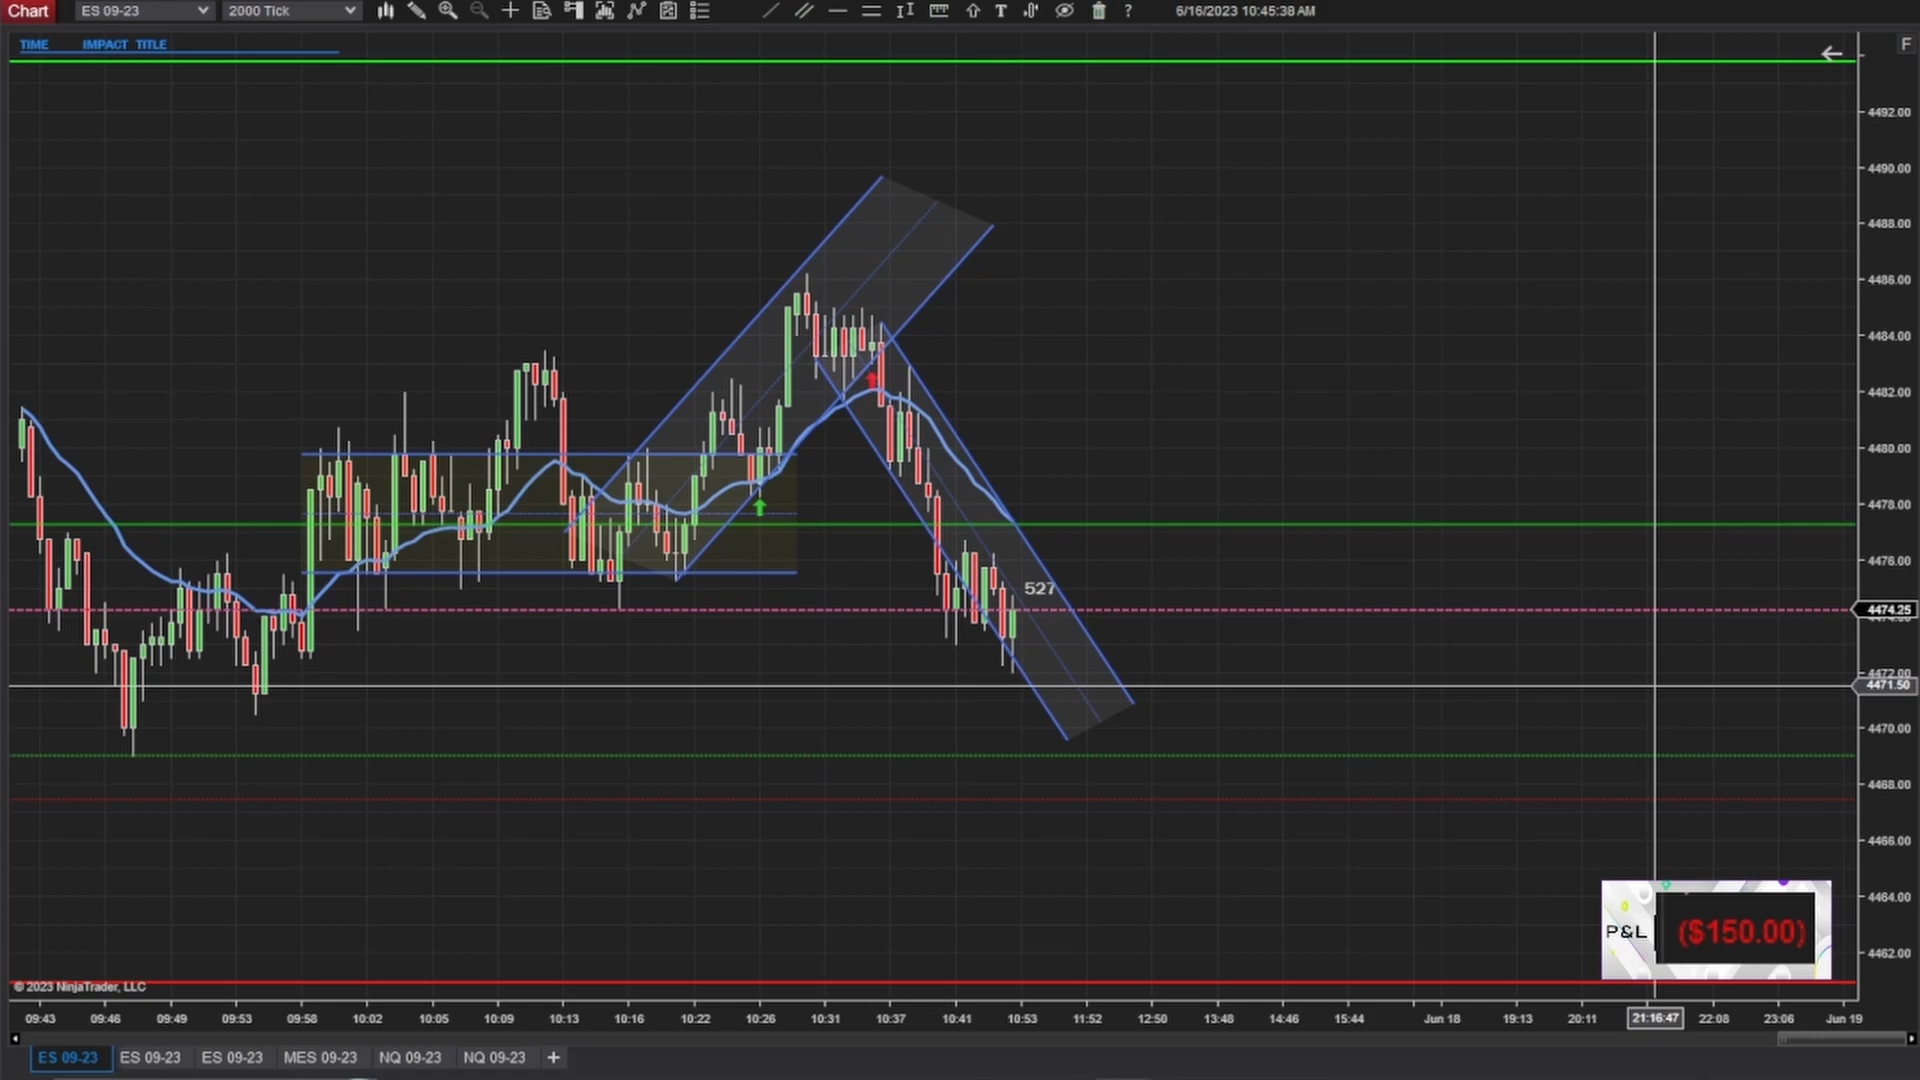 Chart ES 09-23 2000 Tick T ? 6/16/2023 10:45:38 AM
TIME IMPACT TITLE
F
4492.00
4490.00
4488.00
4486.00
4484.00
4482.00
4480.00
4478.00
4476.00
527
4474.25
4472.00
4471.50
4470.00
4468.00
4466.00
4464.00
P&L ($150.00)
4462.00
© 2023 NinjaTrader, LLC
09:43 09:46 09:49 09:53 09:58 10:02 10:05 10:09 10:13 10:16 10:22 10:26 10:31 10:37 10:41 10:53 11:52 12:50 13:48 14:46 15:44 Jun 18 19:13 20:11 21:16:47 22:08 23:06 Jun 19
ES 09-23 ES 09-23 ES 09-23 MES 09-23 NQ 09-23 NQ 09-23 +